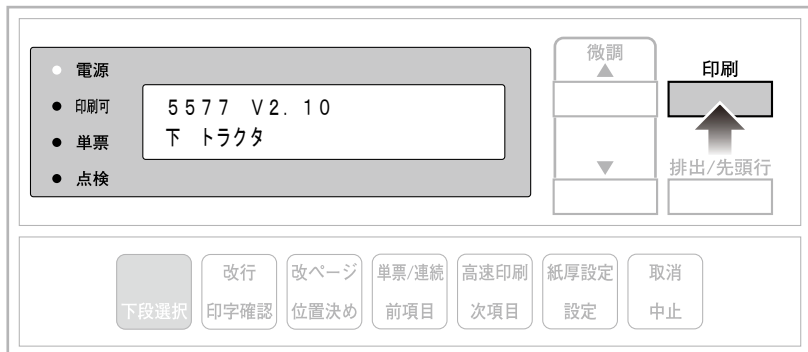 電源
印刷可
単票
点検
5577 V2.10
下 トラクタ
微調
▲
▼
印刷
排出/先頭行
下段選択
改行
印字確認
改ページ
位置決め
単票/連続
前項目
高速印刷
次項目
紙厚設定
設定
取消
中止